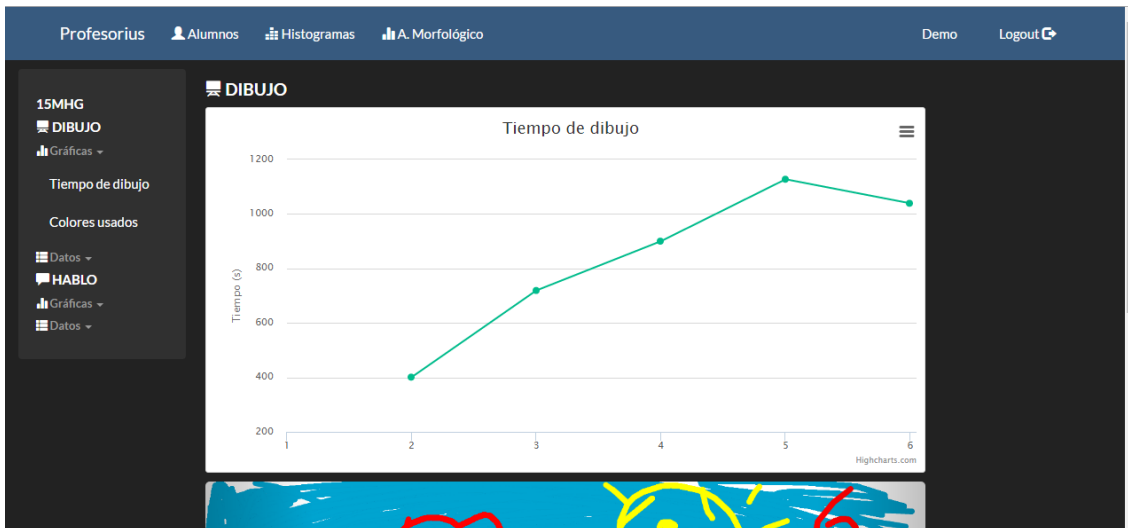 Profesorius Alumnos Histogramas A. Morfológico Demo Logout
15MHG
DIBUJO
Gráficas
Tiempo de dibujo
Colores usados
Datos
HABLO
Gráficas
Datos
DIBUJO
Tiempo de dibujo
Tiempo (s)
1200
1000
800
600
400
200
1 2 3 4 5 6
Highcharts.com